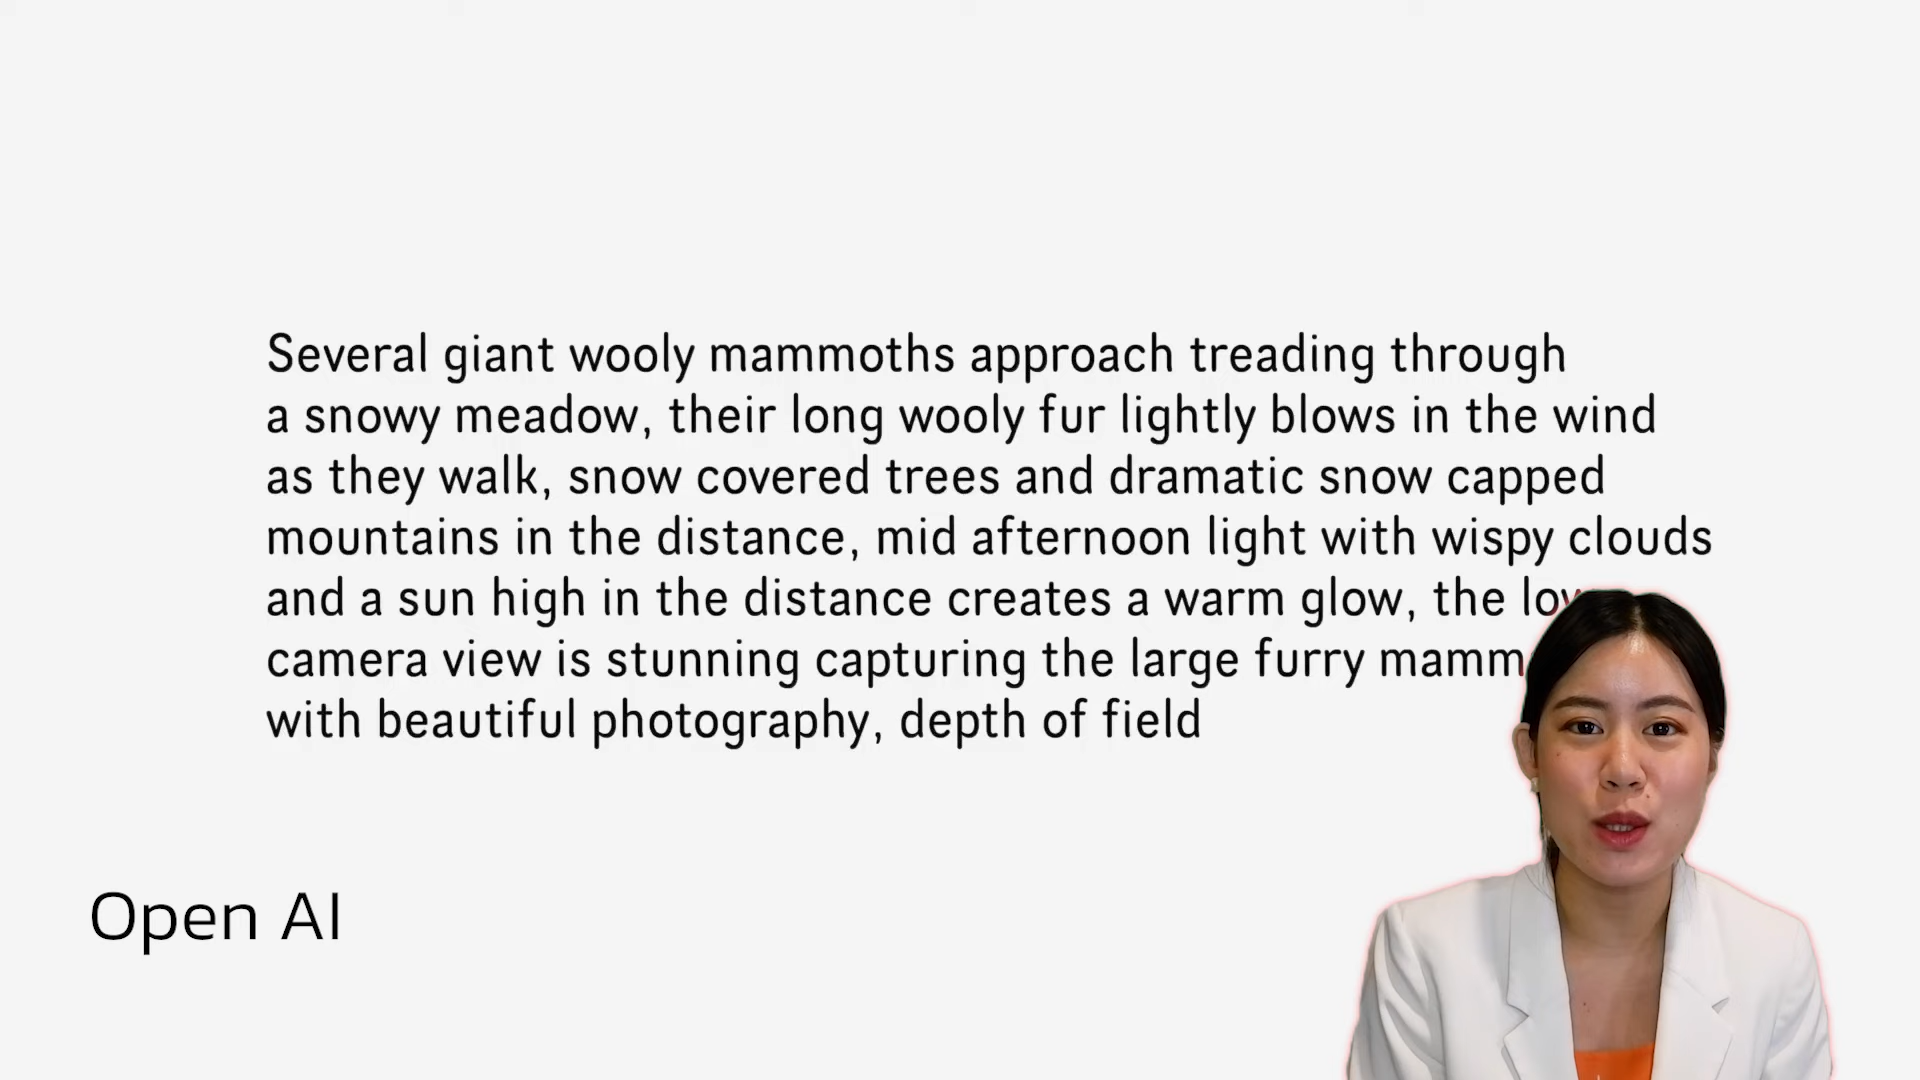 Several giant wooly mammoths approach treading through
a snowy meadow, their long wooly fur lightly blows in the wind
as they walk, snow covered trees and dramatic snow capped
mountains in the distance, mid afternoon light with wispy clouds
and a sun high in the distance creates a warm glow, the
camera view is stunning capturing the large furry
with beautiful photography, depth of field
Open AI